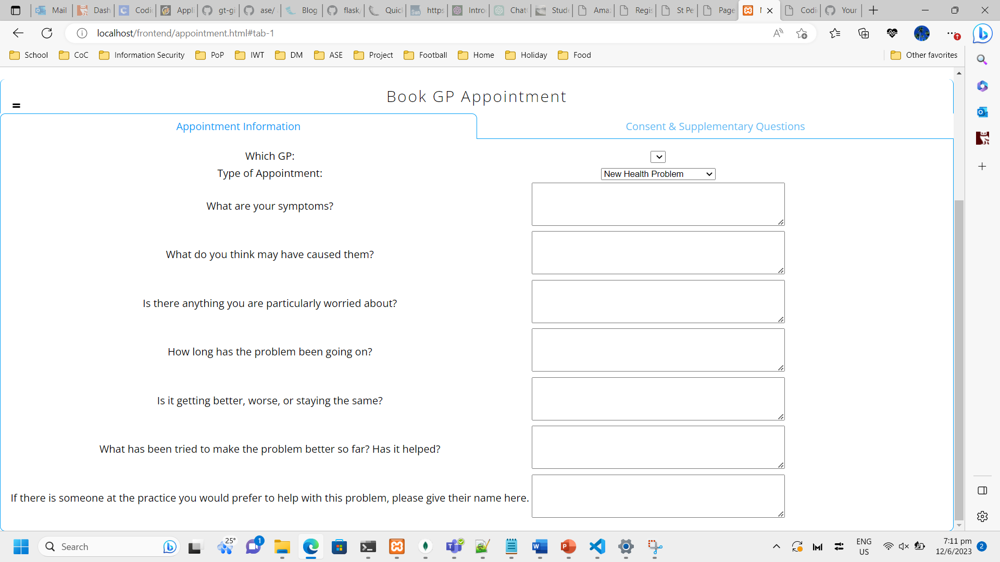 Mail
Dash
Codi
Appli
gt-gi
ase/
Blog
flask,
Quic
Sun
https
Intro
Chat
Stude
Ama
Regis
St Pe
Page
Codi
Your
localhost/frontend/appointment.html#tab-1
School CoC Information Security PoP IWT DM ASE Project Football Home Holiday Food Other favorites
Book GP Appointment
Appointment Information Consent & Supplementary Questions
Which GP:
Type of Appointment: New Health Problem
What are your symptoms?
What do you think may have caused them?
Is there anything you are particularly worried about?
How long has the problem been going on?
Is it getting better, worse, or staying the same?
What has been tried to make the problem better so far? Has it helped?
If there is someone at the practice you would prefer to help with this problem, please give their name here.
Search
25°
1
ENG
US
7:11 pm
12/6/2023
2